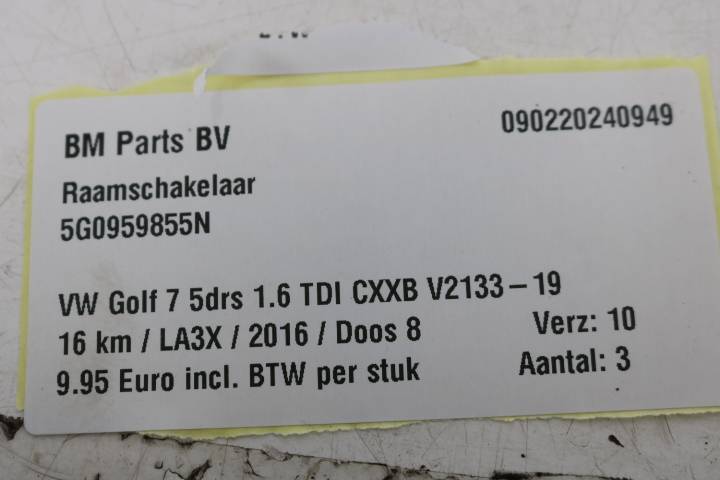 BM Parts BV 090220240949
Raamschakelaar
5G0959855N
VW Golf 7 5drs 1.6 TDI CXXB V2133-19
16 km / LA3X / 2016 / Doos 8 Verz: 10
9.95 Euro incl. BTW per stuk Aantal: 3